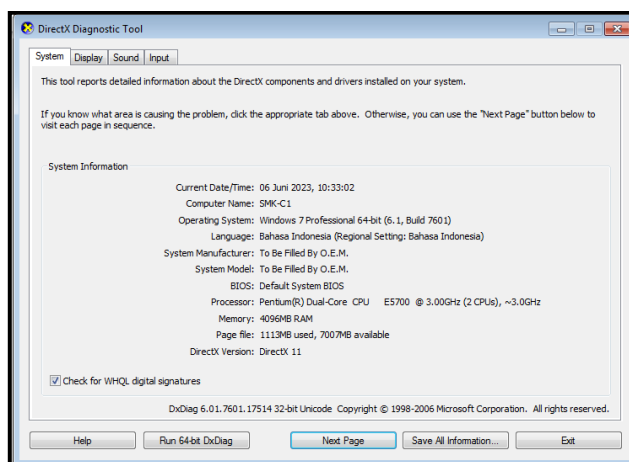 DirectX Diagnostic Tool
System Display Sound Input
This tool reports detailed information about the DirectX components and drivers installed on your system.
If you know what area is causing the problem, click the appropriate tab above. Otherwise, you can use the "Next Page" button below to
visit each page in sequence.
System Information
Current Date/Time: 06 Juni 2023, 10:33:02
Computer Name: SMK-C1
Operating System: Windows 7 Professional 64-bit (6.1, Build 7601)
Language: Bahasa Indonesia (Regional Setting: Bahasa Indonesia)
System Manufacturer: To Be Filled By O.E.M.
System Model: To Be Filled By O.E.M.
BIOS: Default System BIOS
Processor: Pentium(R) Dual-Core CPU E5700 @ 3.00GHz (2 CPUs), ~3.0GHz
Memory: 4096MB RAM
Page file: 1113MB used, 7007MB available
DirectX Version: DirectX 11
Check for WHQL digital signatures
DxDiag 6.01.7601.17514 32-bit Unicode Copyright © 1998-2006 Microsoft Corporation. All rights reserved.
Help Run 64-bit DxDiag Next Page Save All Information... Exit